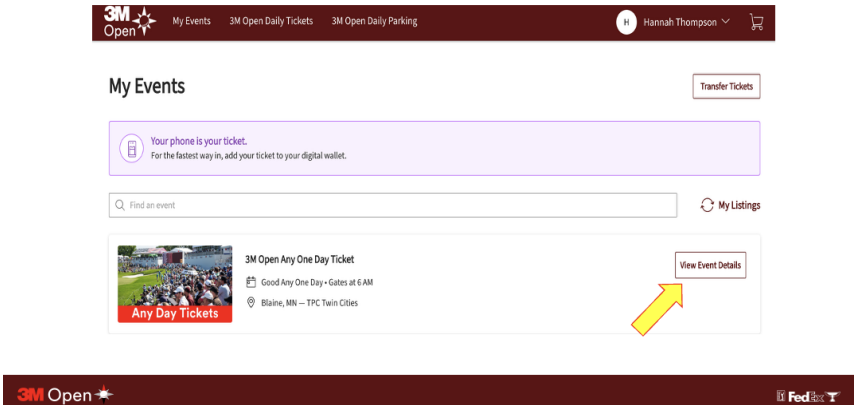 3M
Open
My Events 3M Open Daily Tickets 3M Open Daily Parking H Hannah Thompson
My Events
Transfer Tickets
Your phone is your ticket.
For the fastest way in, add your ticket to your digital wallet.
Find an event
My Listings
3M Open Any One Day Ticket
Good Any One Day • Gates at 6 AM
Blaine, MN — TPC Twin Cities
Any Day Tickets
View Event Details
3M Open
FedEx